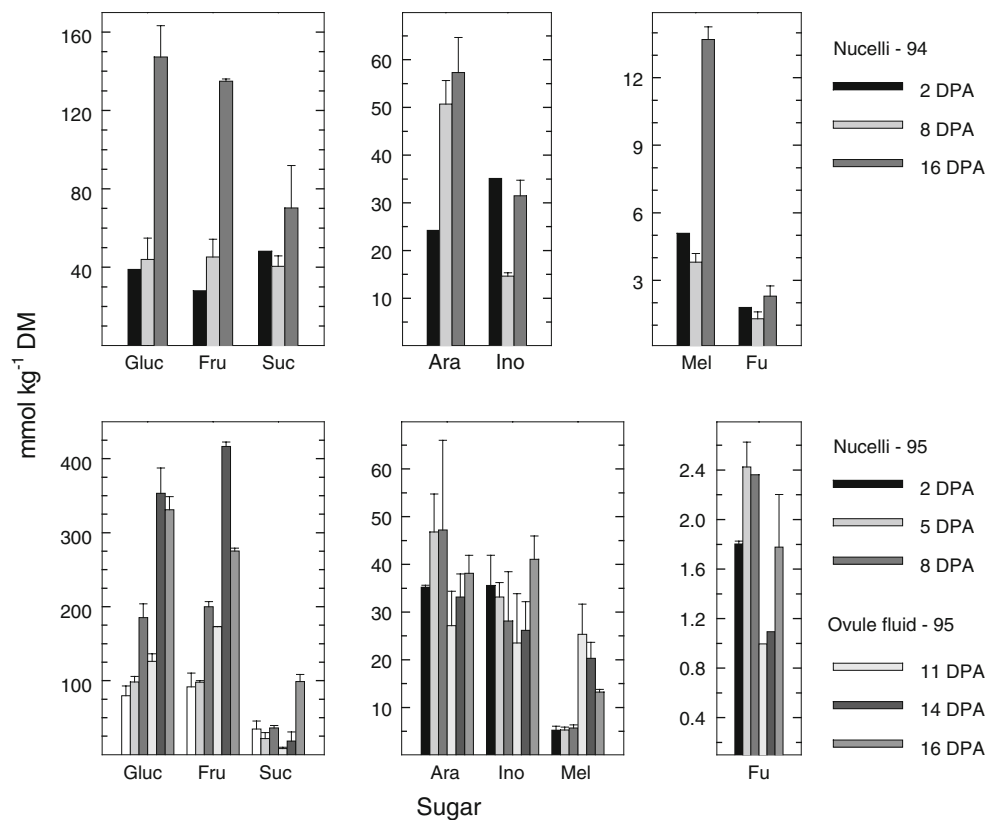 mmol kg⁻¹ DM
160
120
80
40
Gluc Fru Suc
60
50
40
30
20
10
Ara Ino
12
9
6
3
Mel Fu
Nucelli - 94
2 DPA
8 DPA
16 DPA
400
300
200
100
Gluc Fru Suc
60
50
40
30
20
10
Ara Ino Mel
2.4
2.0
1.6
1.2
0.8
0.4
Fu
Nucelli - 95
2 DPA
5 DPA
8 DPA
Ovule fluid - 95
11 DPA
14 DPA
16 DPA
Sugar